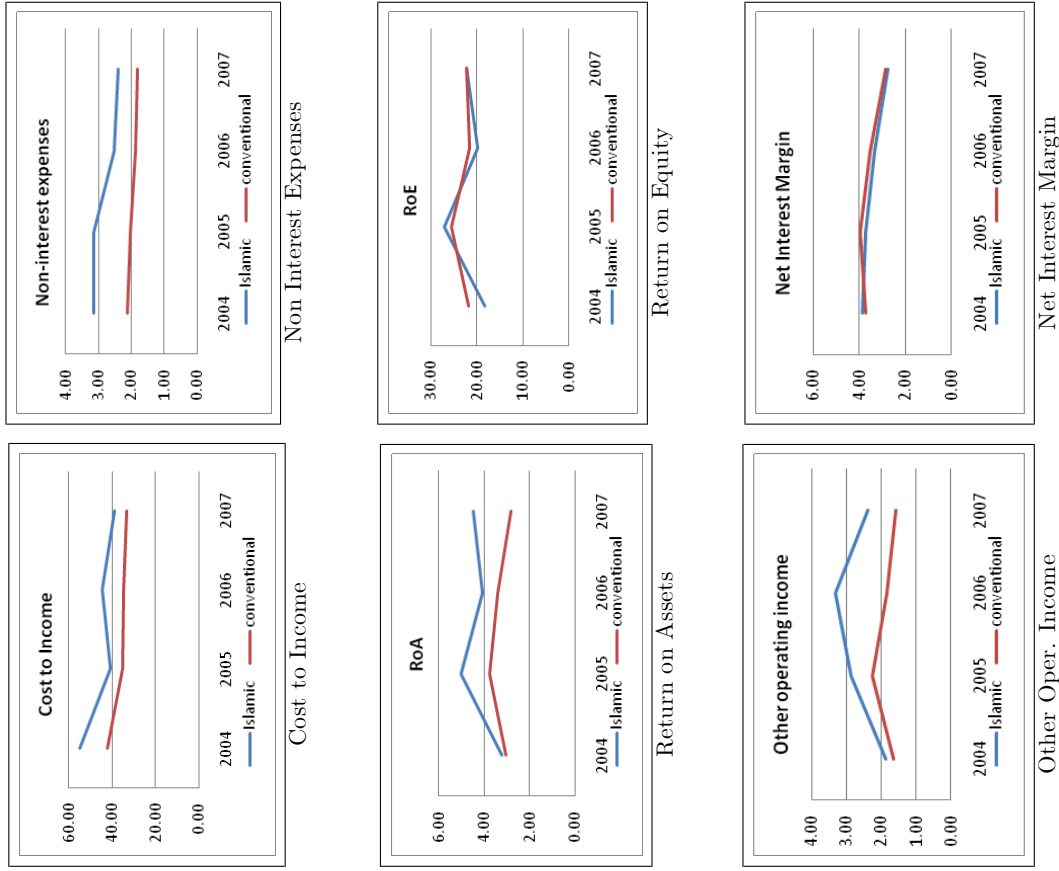 Cost to Income
60.00
40.00
20.00
0.00
2004 2005 2006 2007
Islamic conventional
Cost to Income
Non-interest expenses
4.00
3.00
2.00
1.00
0.00
2004 2005 2006 2007
Islamic conventional
Non Interest Expenses
RoA
6.00
4.00
2.00
0.00
2004 2005 2006 2007
Islamic conventional
Return on Assets
RoE
30.00
20.00
10.00
0.00
2004 2005 2006 2007
Islamic conventional
Return on Equity
Other operating income
4.00
3.00
2.00
1.00
0.00
2004 2005 2006 2007
Islamic conventional
Other Oper. Income
Net Interest Margin
6.00
4.00
2.00
0.00
2004 2005 2006 2007
Islamic conventional
Net Interest Margin